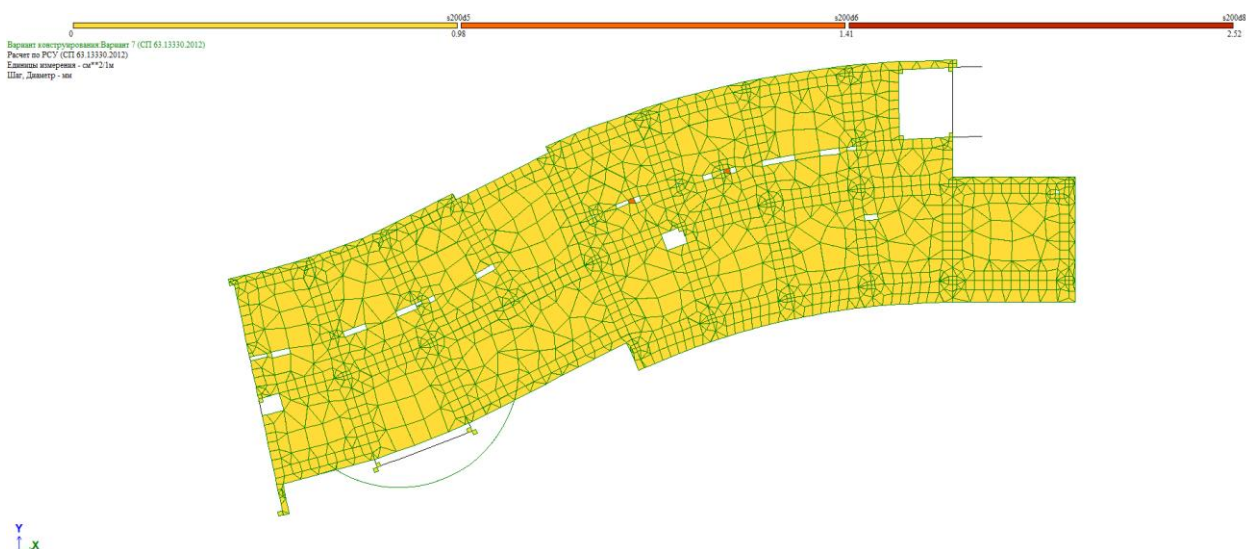 s200d5 s200d6 s200d8
0 0.98 1.41 2.52
Вариант конструирования:Вариант 7 (СП 63.13330.2012)
Расчет по РСУ (СП 63.13330.2012)
Единицы измерения - см**2/1м
Шаг, Диаметр - мм
Y
X